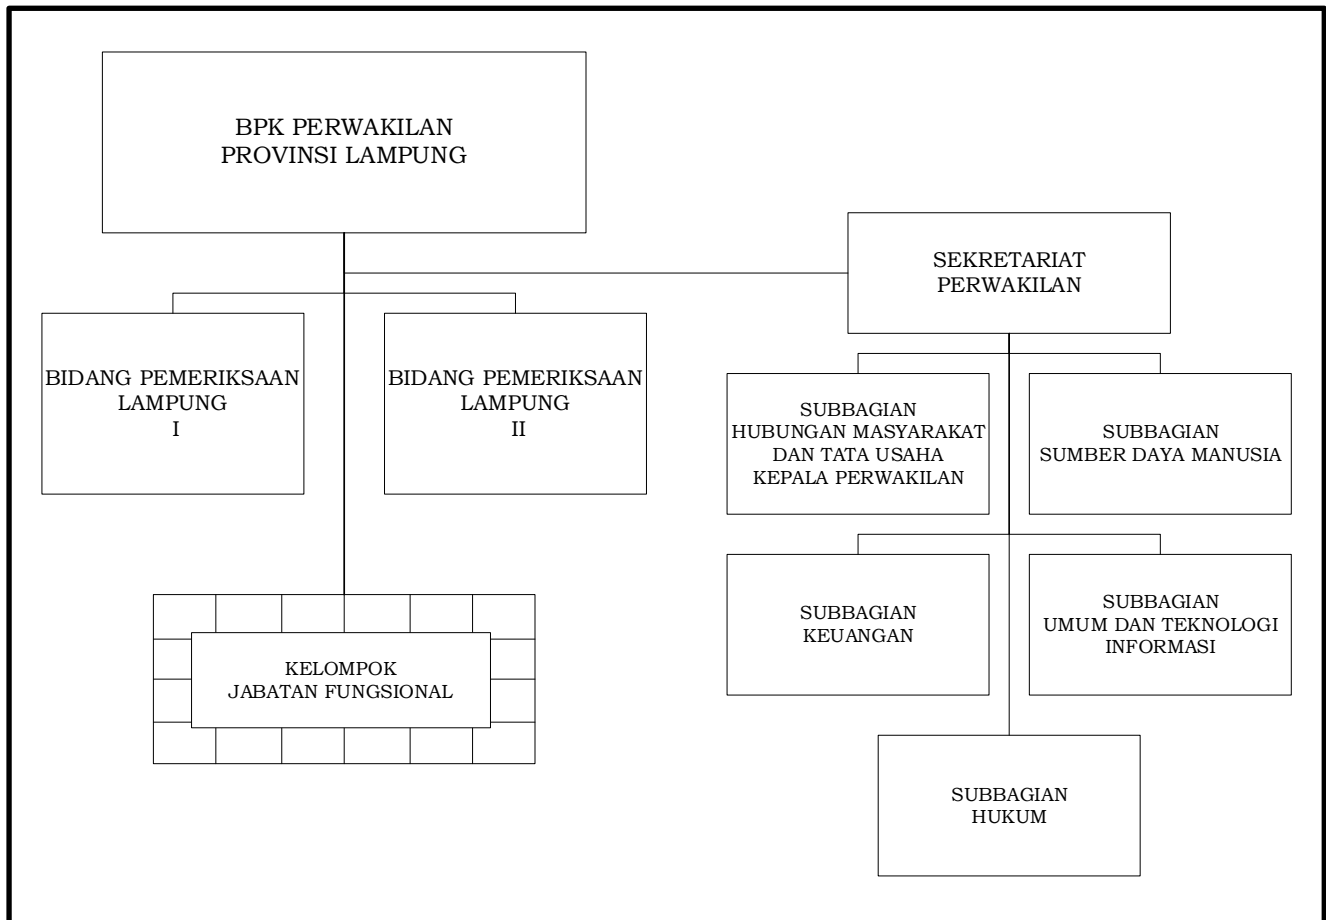 BPK PERWAKILAN
PROVINSI LAMPUNG
SEKRETARIAT
PERWAKILAN
BIDANG PEMERIKSAAN
LAMPUNG
I
BIDANG PEMERIKSAAN
LAMPUNG
II
SUBBAGIAN
HUBUNGAN MASYARAKAT
DAN TATA USAHA
KEPALA PERWAKILAN
SUBBAGIAN
SUMBER DAYA MANUSIA
SUBBAGIAN
KEUANGAN
SUBBAGIAN
UMUM DAN TEKNOLOGI
INFORMASI
KELOMPOK
JABATAN FUNGSIONAL
SUBBAGIAN
HUKUM